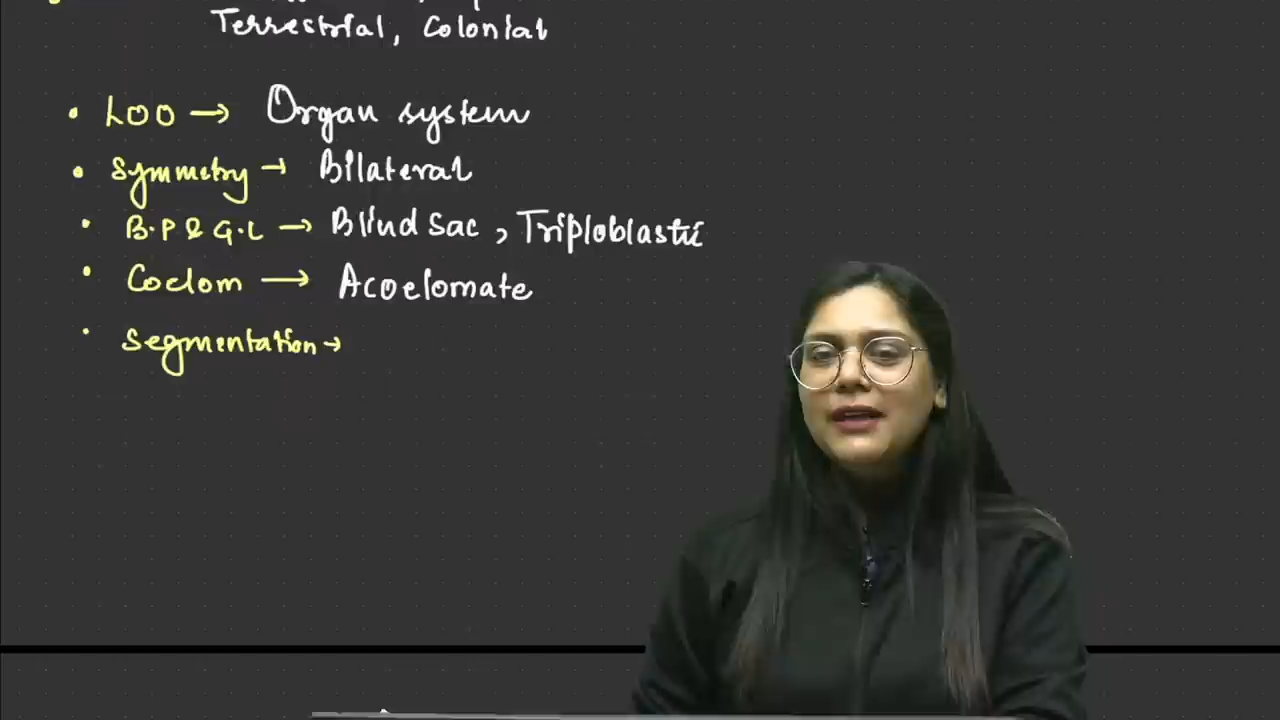 Terrestrial, Colonial
• LOO → Organ system
• Symmetry → Bilateral
• B.P & G.L → Blind Sac, Triploblastic
• Coelom → Acoelomate
• Segmentation →